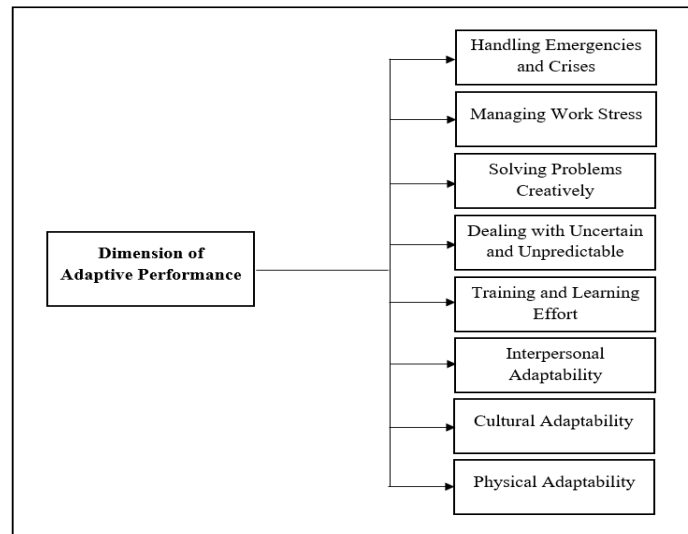 Handling Emergencies
and Crises
Managing Work Stress
Solving Problems
Creatively
Dealing with Uncertain
and Unpredictable
Dimension of
Adaptive Performance
Training and Learning
Effort
Interpersonal
Adaptability
Cultural Adaptability
Physical Adaptability